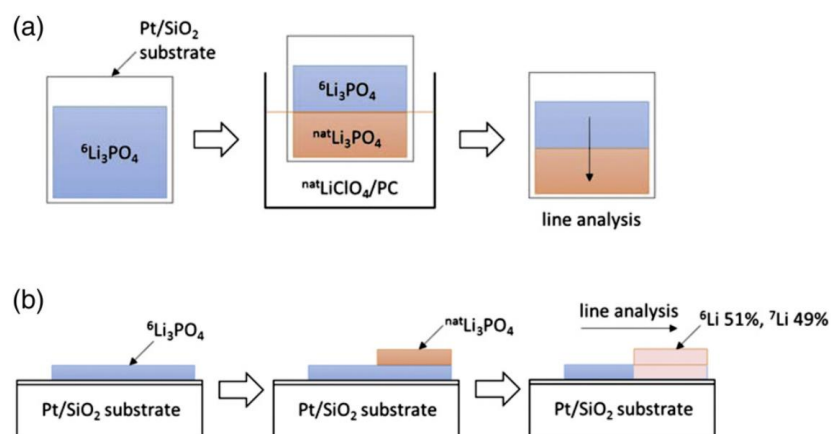 (a)
Pt/SiO₂
substrate
⁶Li₃PO₄
⁶Li₃PO₄
ⁿᵃᵗLi₃PO₄
ⁿᵃᵗLiClO₄/PC
line analysis
(b)
⁶Li₃PO₄
Pt/SiO₂ substrate
ⁿᵃᵗLi₃PO₄
Pt/SiO₂ substrate
line analysis
⁶Li 51%, ⁷Li 49%
Pt/SiO₂ substrate